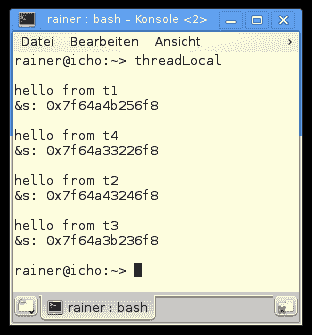 rainer : bash – Konsole <2>
Datei Bearbeiten Ansicht ›
rainer@icho:~> threadLocal
hello from t1
&s: 0x7f64a4b256f8
hello from t4
&s: 0x7f64a33226f8
hello from t2
&s: 0x7f64a43246f8
hello from t3
&s: 0x7f64a3b236f8
rainer@icho:~>
rainer : bash